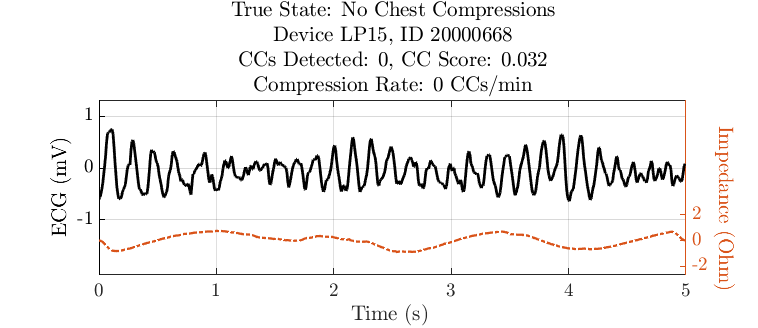 True State: No Chest Compressions
Device LP15, ID 20000668
CCs Detected: 0, CC Score: 0.032
Compression Rate: 0 CCs/min
ECG (mV)
1
0
-1
Impedance (Ohm)
2
0
-2
0 1 2 3 4 5
Time (s)